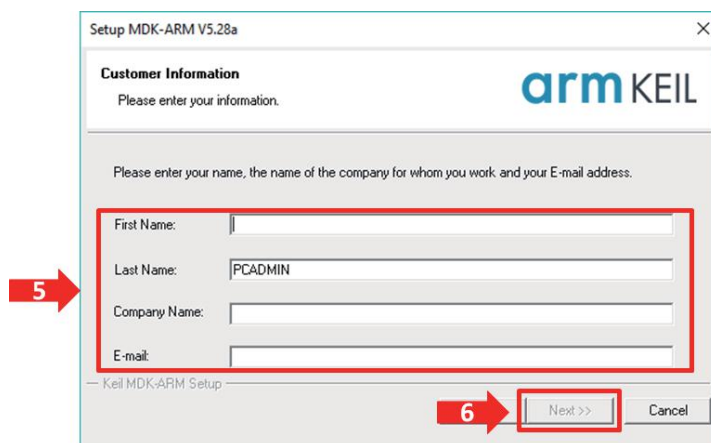 Setup MDK-ARM V5.28a
Customer Information
Please enter your information.
arm KEIL
Please enter your name, the name of the company for whom you work and your E-mail address.
First Name:
Last Name: PCADMIN
5
Company Name:
E-mail:
Keil MDK-ARM Setup
6 Next >> Cancel